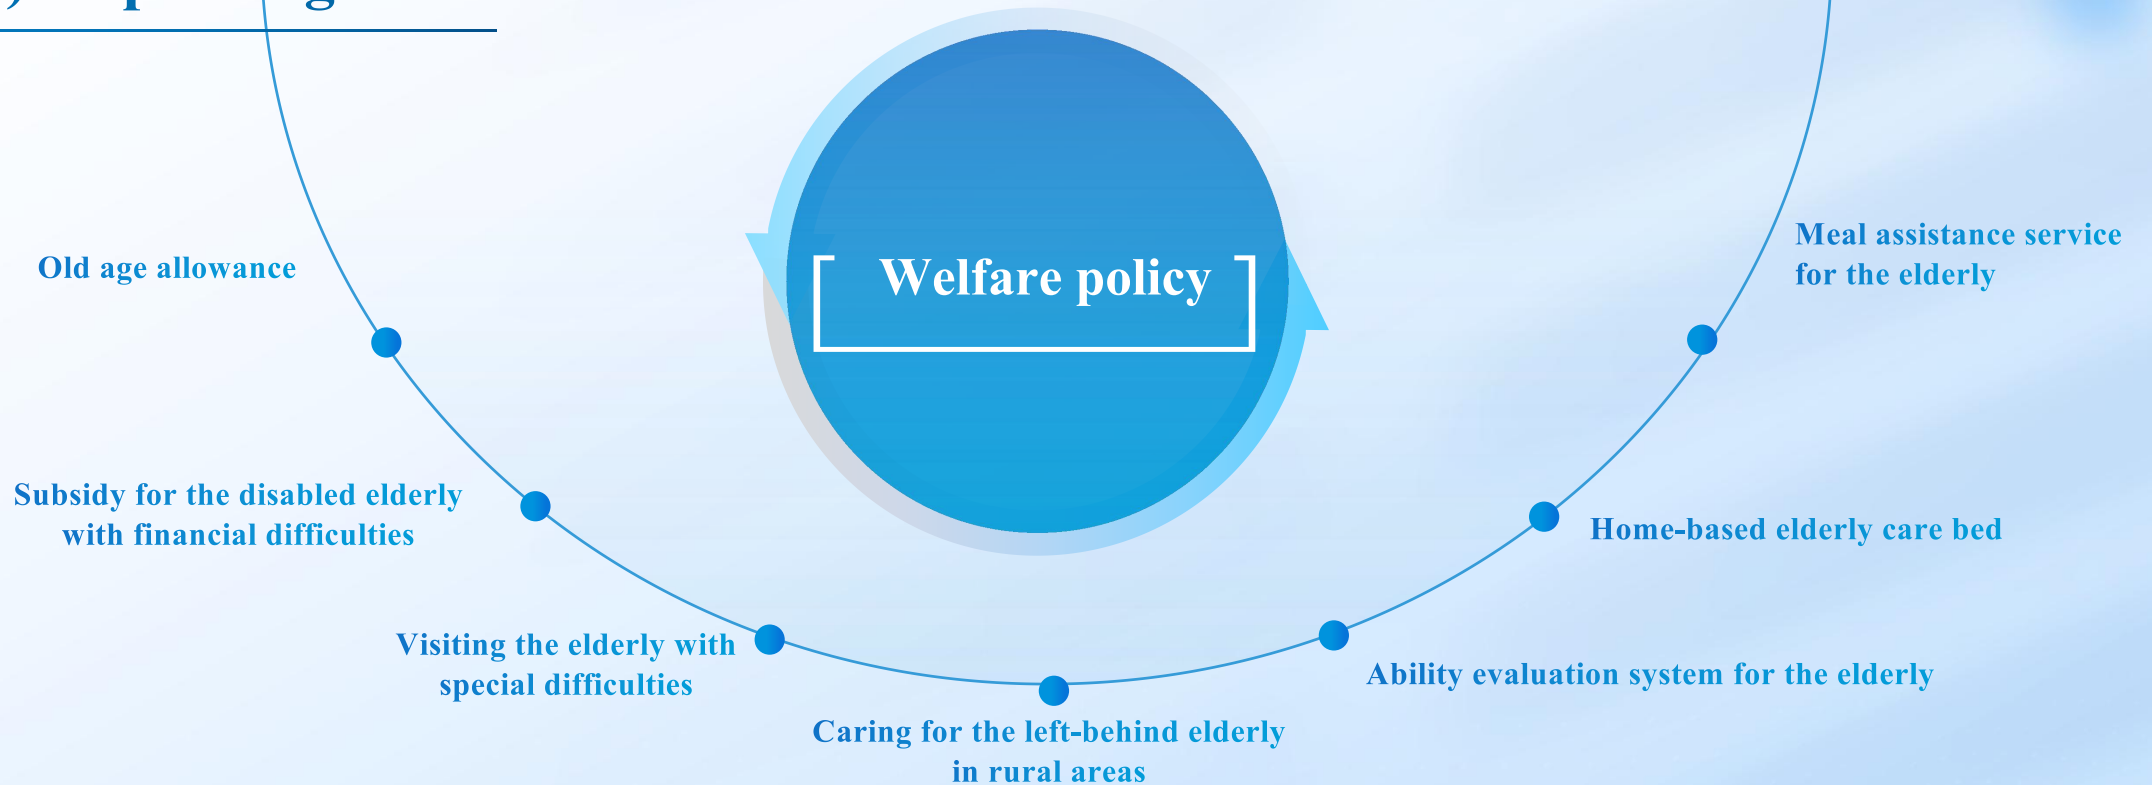 Welfare policy
Old age allowance
Subsidy for the disabled elderly
with financial difficulties
Visiting the elderly with
special difficulties
Caring for the left-behind elderly
in rural areas
Ability evaluation system for the elderly
Home-based elderly care bed
Meal assistance service
for the elderly